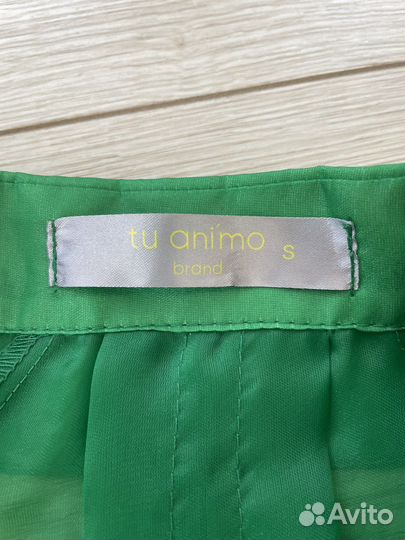 tu anímo s
brand
Avito